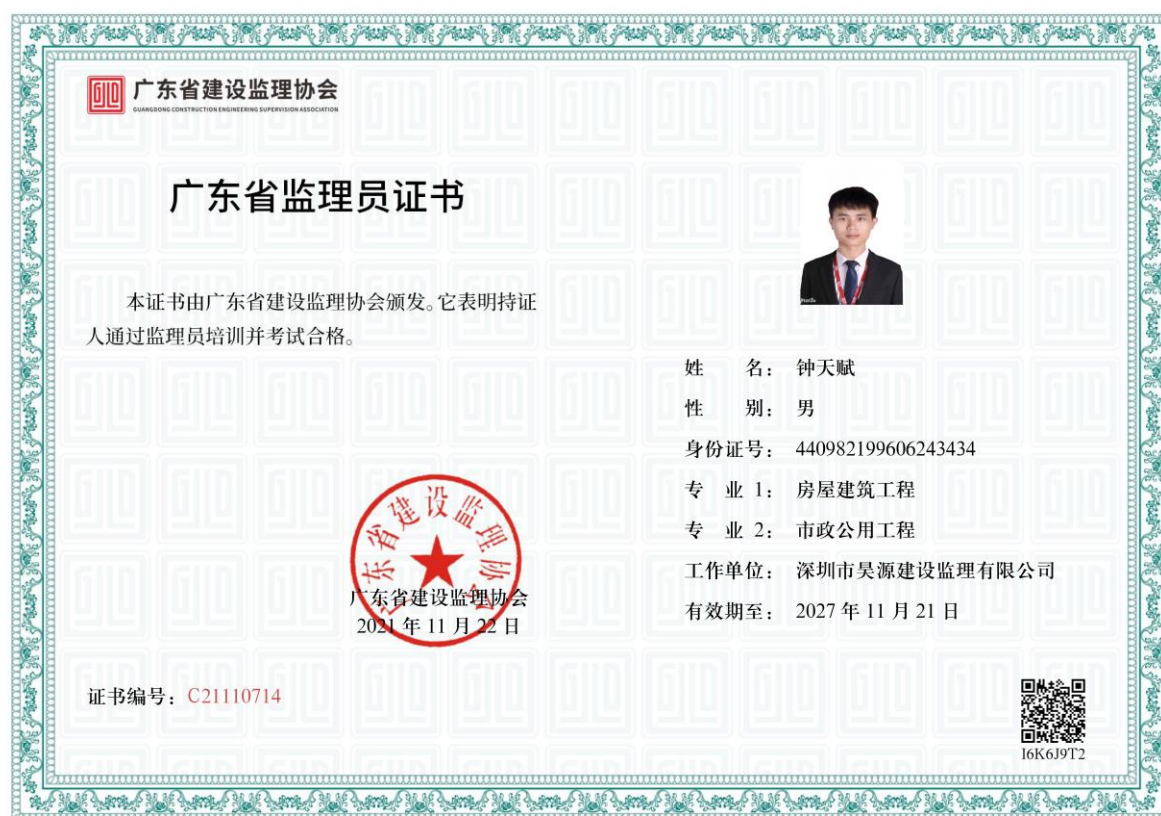 广东省建设监理协会
GUANGDONG CONSTRUCTION ENGINEERING SUPERVISION ASSOCIATION
广东省监理员证书
本证书由广东省建设监理协会颁发。它表明持证
人通过监理员培训并考试合格。
姓 名： 钟天赋
性 别： 男
身份证号： 440982199606243434
专 业 1： 房屋建筑工程
专 业 2： 市政公用工程
工作单位： 深圳市昊源建设监理有限公司
有效期至： 2027 年 11 月 21 日
广东省建设监理协会
广东省建设监理协会
2021 年 11 月 22 日
证书编号：C21110714
I6K6J9T2